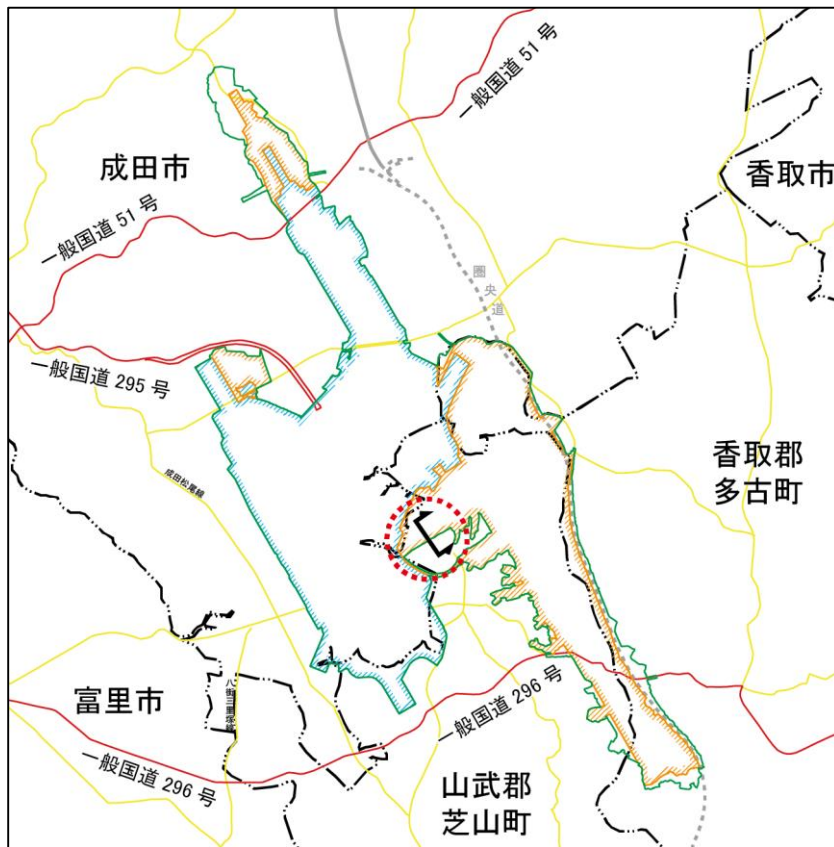 一般国道 51 号
成田市
香取市
一般国道 51 号
圏
央
道
一般国道 295 号
成田松尾線
香取郡
多古町
富里市
八街三里塚線
一般国道 296 号
一般国道 296 号
山武郡
芝山町